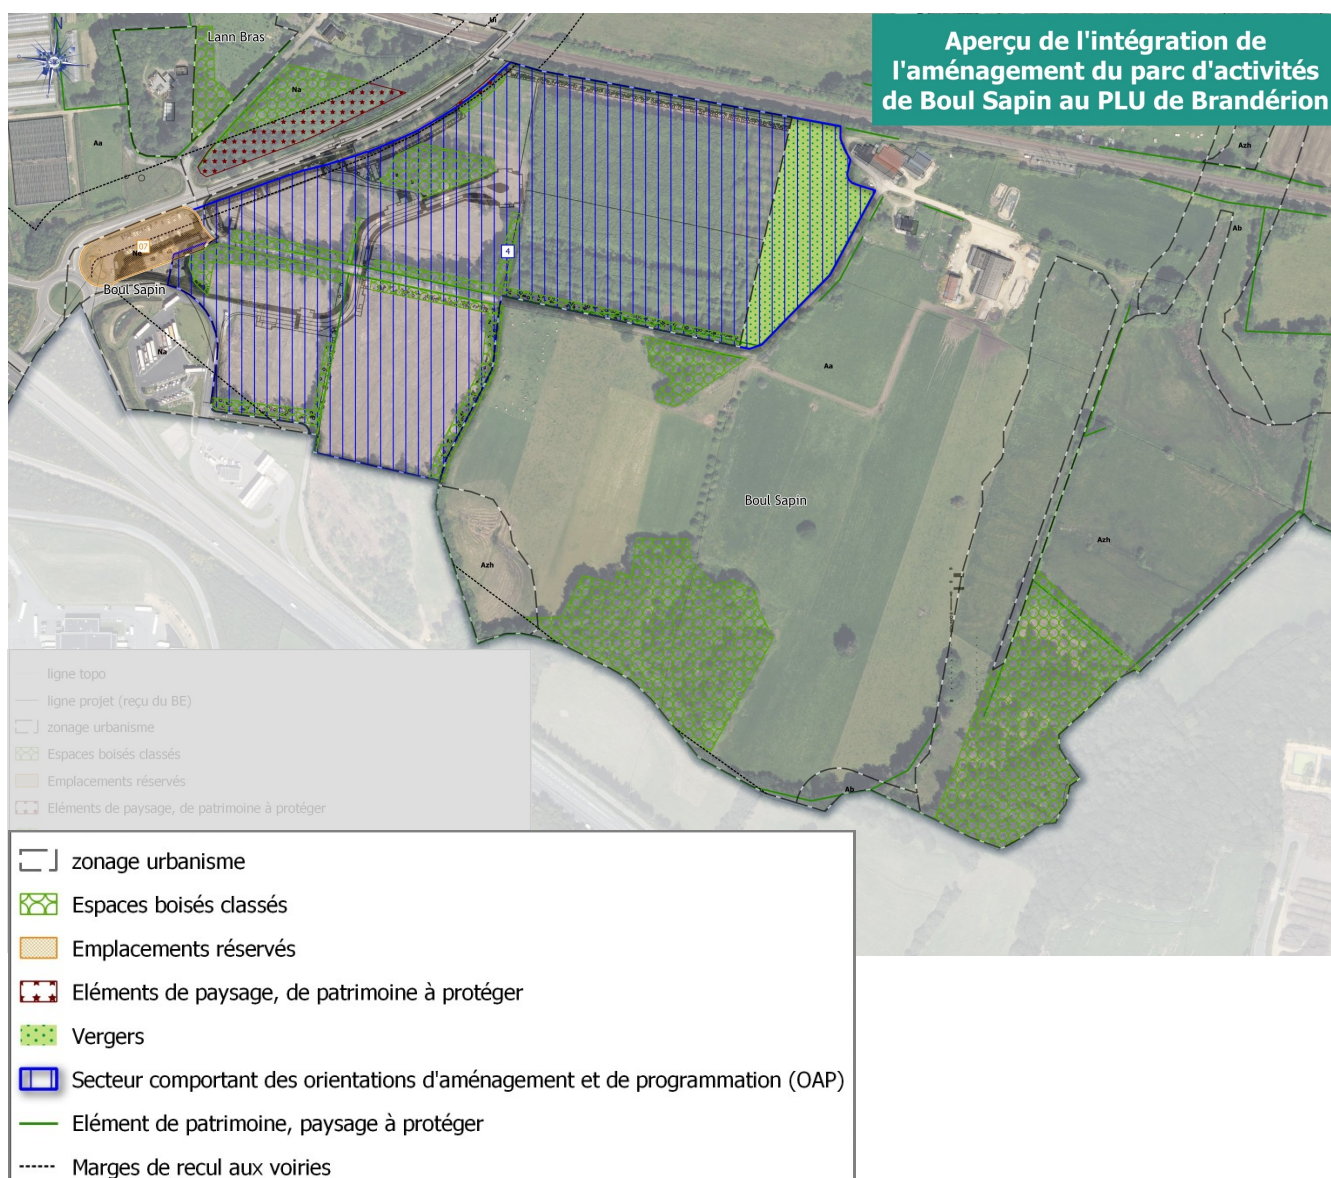 Aperçu de l'intégration de
l'aménagement du parc d'activités
de Boul Sapin au PLU de Brandérion
N
Ui
Lann Bras
Na
Aa
Azh
Ab
07
Ne
4
Boul Sapin
Na
Aa
Boul Sapin
Azh
Azh
Ab
ligne topo
ligne projet (reçu du BE)
zonage urbanisme
Espaces boisés classés
Emplacements réservés
Eléments de paysage, de patrimoine à protéger
zonage urbanisme
Espaces boisés classés
Emplacements réservés
Eléments de paysage, de patrimoine à protéger
Vergers
Secteur comportant des orientations d'aménagement et de programmation (OAP)
Elément de patrimoine, paysage à protéger
Marges de recul aux voiries